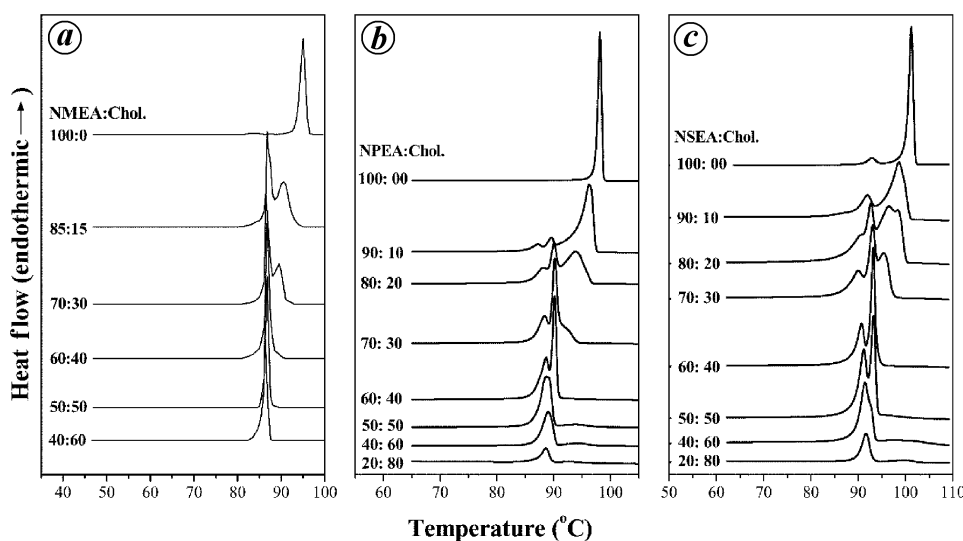 a
b
c
NMEA:Chol.
100:0
85:15
70:30
60:40
50:50
40:60
NPEA:Chol.
100: 00
90: 10
80: 20
70: 30
60: 40
50: 50
40: 60
20: 80
NSEA:Chol.
100: 00
90: 10
80: 20
70: 30
60: 40
50: 50
40: 60
20: 80
Heat flow (endothermic →)
40 50 60 70 80 90 100
60 70 80 90 100
50 60 70 80 90 100 110
Temperature (°C)